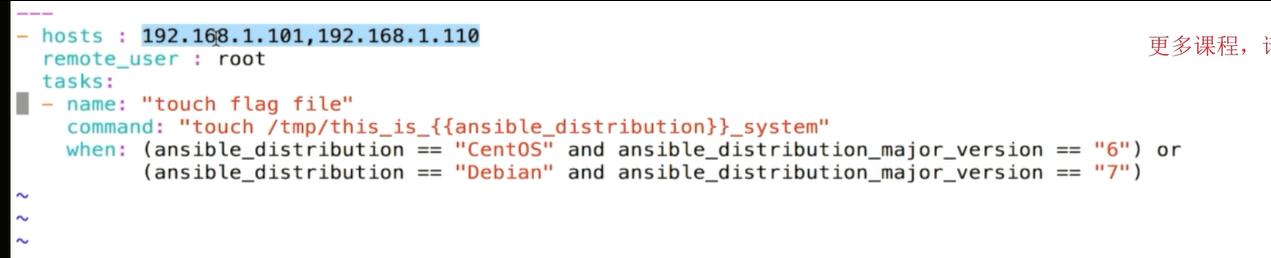 ---
- hosts : 192.168.1.101,192.168.1.110
更多课程，
  remote_user : root
  tasks:
  - name: "touch flag file"
    command: "touch /tmp/this_is_{{ansible_distribution}}_system"
    when: (ansible_distribution == "CentOS" and ansible_distribution_major_version == "6") or
          (ansible_distribution == "Debian" and ansible_distribution_major_version == "7")
~
~
~